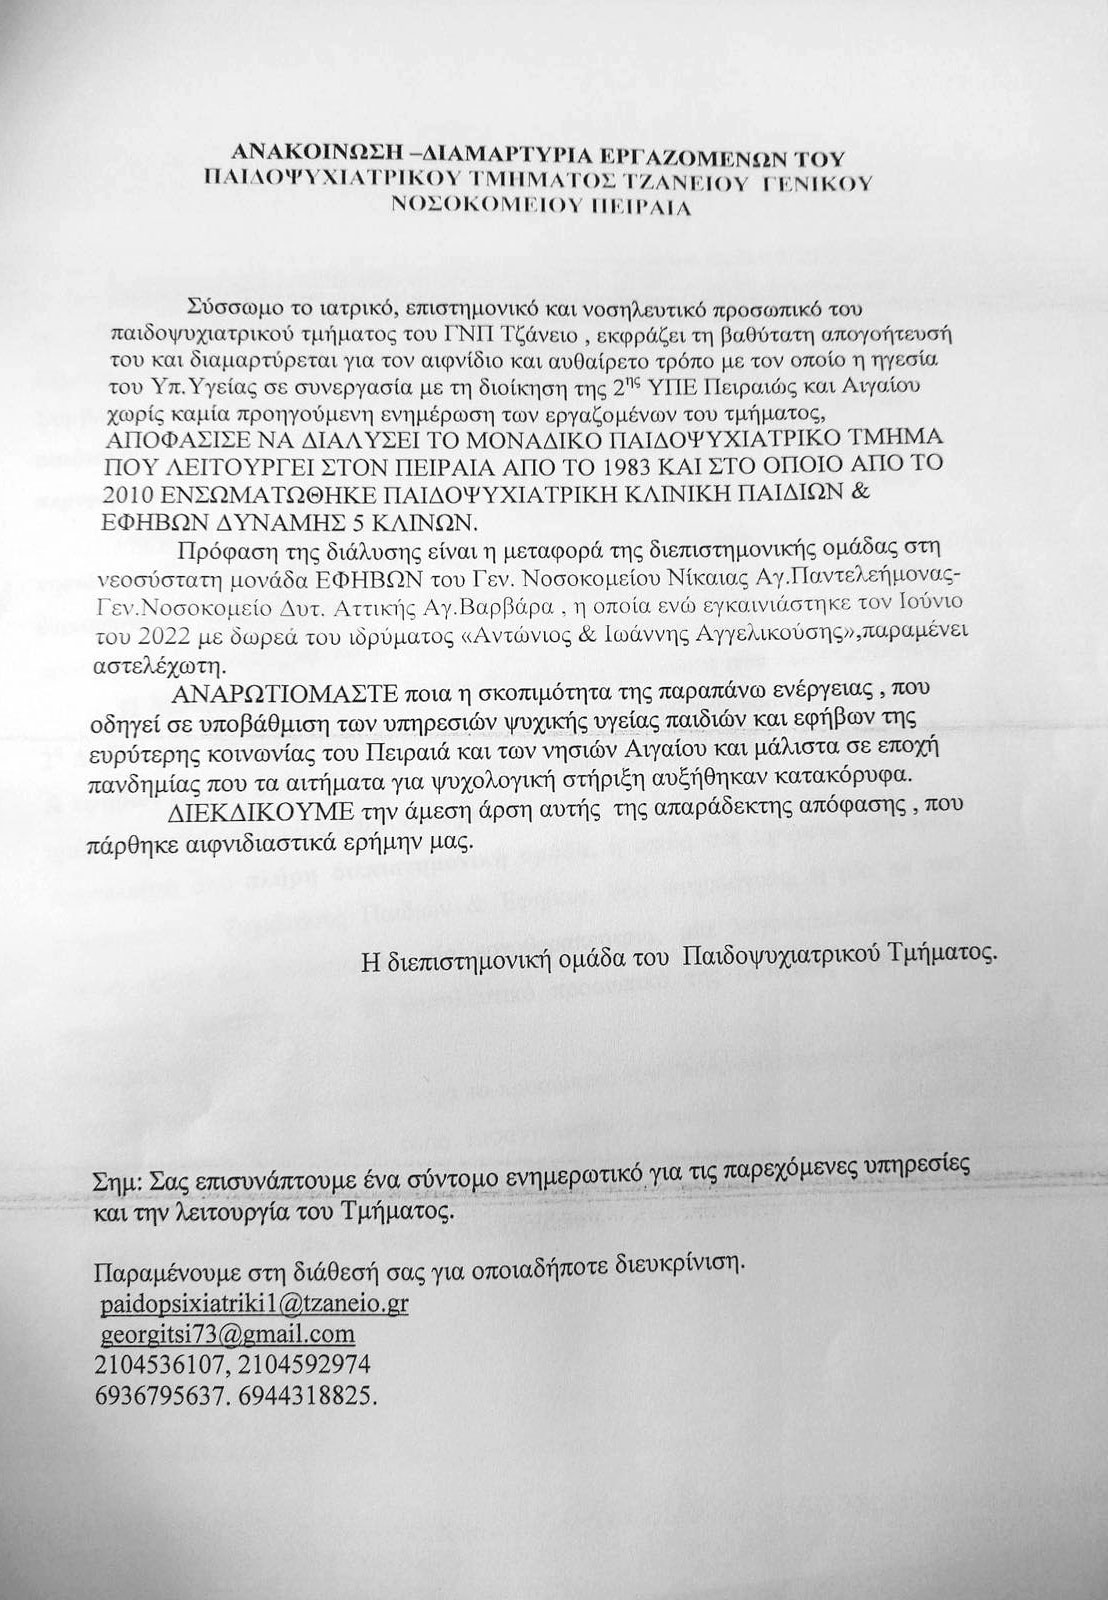 ΑΝΑΚΟΙΝΩΣΗ –ΔΙΑΜΑΡΤΥΡΙΑ ΕΡΓΑΖΟΜΕΝΩΝ ΤΟΥ
ΠΑΙΔΟΨΥΧΙΑΤΡΙΚΟΥ ΤΜΗΜΑΤΟΣ ΤΖΑΝΕΙΟΥ ΓΕΝΙΚΟΥ
ΝΟΣΟΚΟΜΕΙΟΥ ΠΕΙΡΑΙΑ
Σύσσωμο το ιατρικό, επιστημονικό και νοσηλευτικό προσωπικό του
παιδοψυχιατρικού τμήματος του ΓΝΠ Τζάνειο , εκφράζει τη βαθύτατη απογοήτευσή
του και διαμαρτύρεται για τον αιφνίδιο και αυθαίρετο τρόπο με τον οποίο η ηγεσία
του Υπ.Υγείας σε συνεργασία με τη διοίκηση της 2ης ΥΠΕ Πειραιώς και Αιγαίου
χωρίς καμία προηγούμενη ενημέρωση των εργαζομένων του τμήματος,
ΑΠΟΦΑΣΙΣΕ ΝΑ ΔΙΑΛΥΣΕΙ ΤΟ ΜΟΝΑΔΙΚΟ ΠΑΙΔΟΨΥΧΙΑΤΡΙΚΟ ΤΜΗΜΑ
ΠΟΥ ΛΕΙΤΟΥΡΓΕΙ ΣΤΟΝ ΠΕΙΡΑΙΑ ΑΠΟ ΤΟ 1983 ΚΑΙ ΣΤΟ ΟΠΟΙΟ ΑΠΟ ΤΟ
2010 ΕΝΣΩΜΑΤΩΘΗΚΕ ΠΑΙΔΟΨΥΧΙΑΤΡΙΚΗ ΚΛΙΝΙΚΗ ΠΑΙΔΙΩΝ &
ΕΦΗΒΩΝ ΔΥΝΑΜΗΣ 5 ΚΛΙΝΩΝ.
Πρόφαση της διάλυσης είναι η μεταφορά της διεπιστημονικής ομάδας στη
νεοσύστατη μονάδα ΕΦΗΒΩΝ του Γεν. Νοσοκομείου Νίκαιας Αγ.Παντελεήμονας-
Γεν.Νοσοκομείο Δυτ. Αττικής Αγ.Βαρβάρα , η οποία ενώ εγκαινιάστηκε τον Ιούνιο
του 2022 με δωρεά του ιδρύματος «Αντώνιος & Ιωάννης Αγγελικούσης»,παραμένει
αστελέχωτη.
ΑΝΑΡΩΤΙΟΜΑΣΤΕ ποια η σκοπιμότητα της παραπάνω ενέργειας , που
οδηγεί σε υποβάθμιση των υπηρεσιών ψυχικής υγείας παιδιών και εφήβων της
ευρύτερης κοινωνίας του Πειραιά και των νησιών Αιγαίου και μάλιστα σε εποχή
πανδημίας που τα αιτήματα για ψυχολογική στήριξη αυξήθηκαν κατακόρυφα.
ΔΙΕΚΔΙΚΟΥΜΕ την άμεση άρση αυτής της απαράδεκτης απόφασης , που
πάρθηκε αιφνιδιαστικά ερήμην μας.
Η διεπιστημονική ομάδα του Παιδοψυχιατρικού Τμήματος.
Σημ: Σας επισυνάπτουμε ένα σύντομο ενημερωτικό για τις παρεχόμενες υπηρεσίες
και την λειτουργία του Τμήματος.
Παραμένουμε στη διάθεσή σας για οποιαδήποτε διευκρίνιση.
paidopsixiatriki1@tzaneio.gr
georgitsi73@gmail.com
2104536107, 2104592974
6936795637. 6944318825.